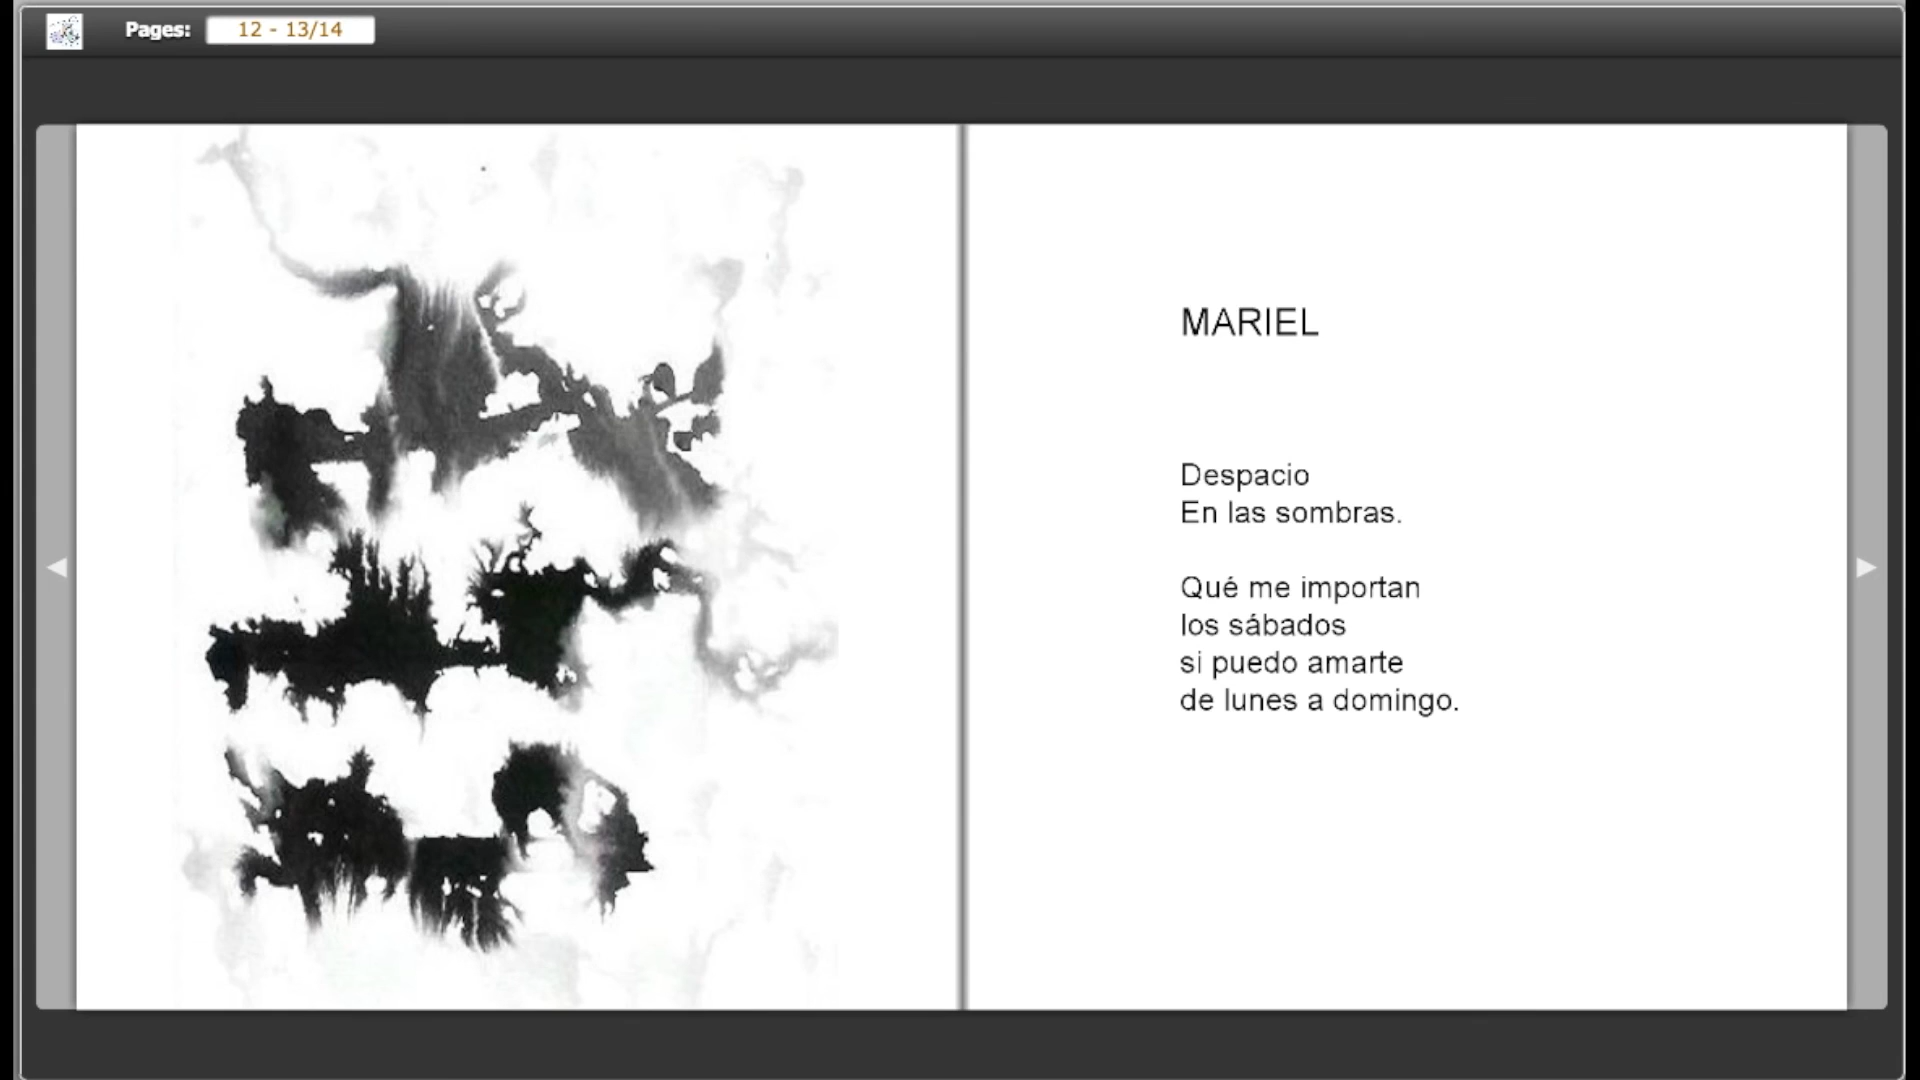 Pages: 12 - 13/14
MARIEL
Despacio
En las sombras.
Qué me importan
los sábados
si puedo amarte
de lunes a domingo.